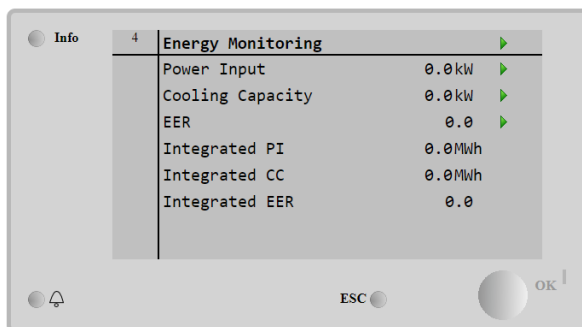 Info
4 Energy Monitoring
Power Input 0.0kW
Cooling Capacity 0.0kW
EER 0.0
Integrated PI 0.0MWh
Integrated CC 0.0MWh
Integrated EER 0.0
ESC
OK